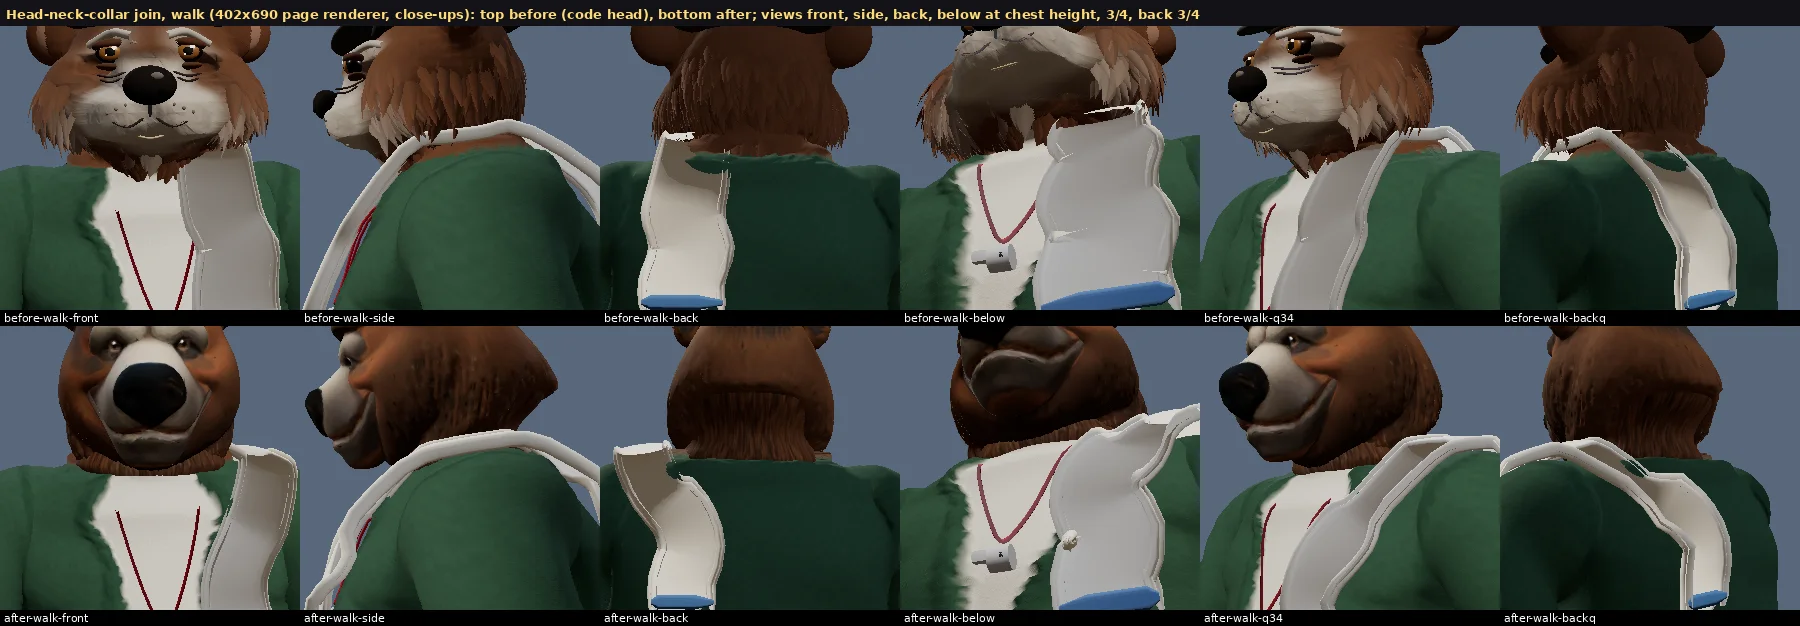 Head-neck-collar join, walk (402x690 page renderer, close-ups): top before (code head), bottom after; views front, side, back, below at chest height, 3/4, back 3/4
before-walk-front
before-walk-side
before-walk-back
before-walk-below
before-walk-q34
before-walk-backq
after-walk-front
after-walk-side
after-walk-back
after-walk-below
after-walk-q34
after-walk-backq